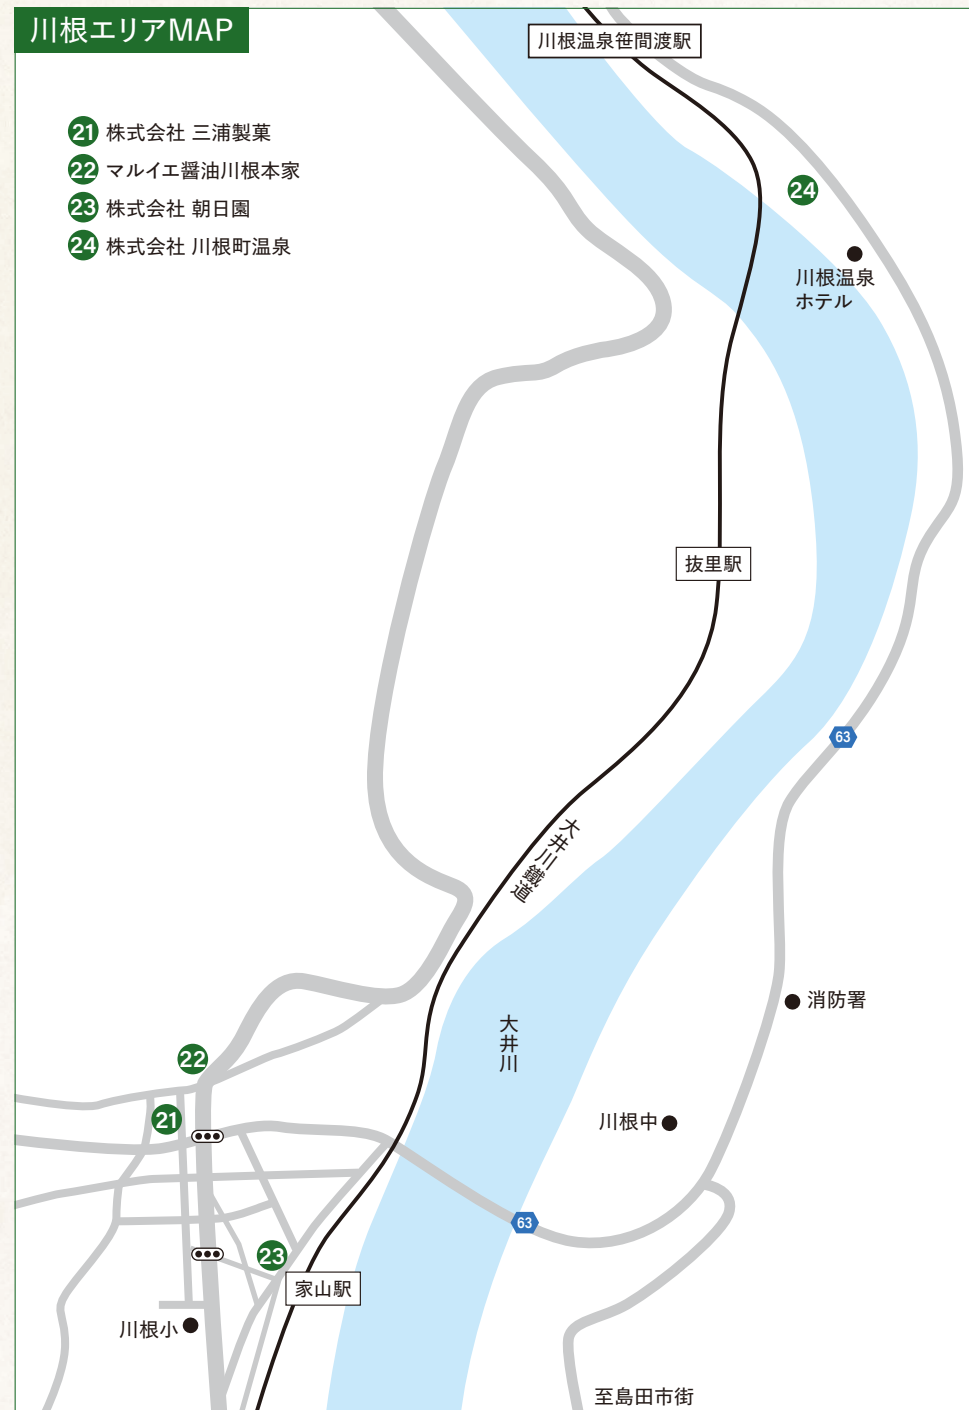 川根エリアMAP
川根温泉笹間渡駅
21 株式会社 三浦製菓
22 マルイエ醤油川根本家
23 株式会社 朝日園
24 株式会社 川根町温泉
24
川根温泉
ホテル
抜里駅
63
大井川鐵道
消防署
大井川
22
21
川根中
63
23
家山駅
川根小
至島田市街